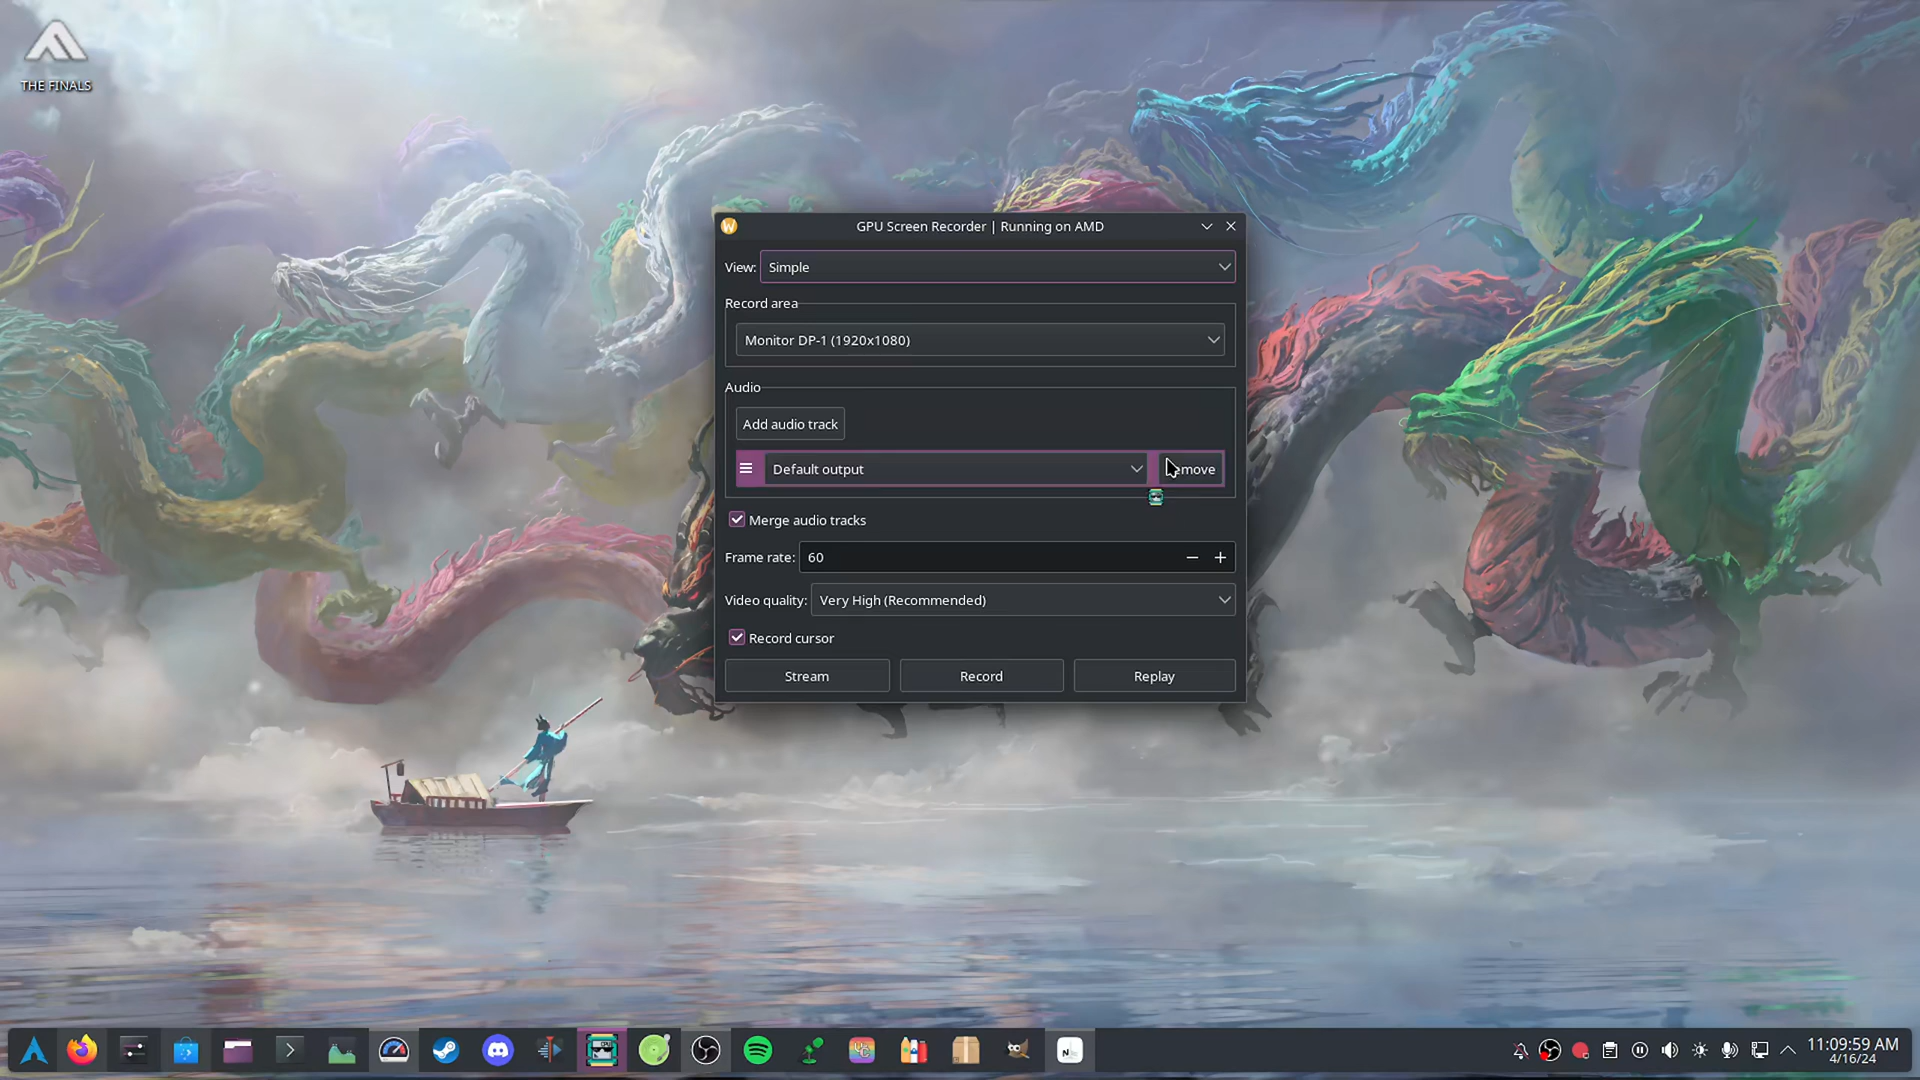 THE FINALS
GPU Screen Recorder | Running on AMD
View: Simple
Record area
Monitor DP-1 (1920x1080)
Audio
Add audio track
Default output
move
Merge audio tracks
Frame rate: 60
Video quality: Very High (Recommended)
Record cursor
Stream Record Replay
11:09:59 AM
4/16/24